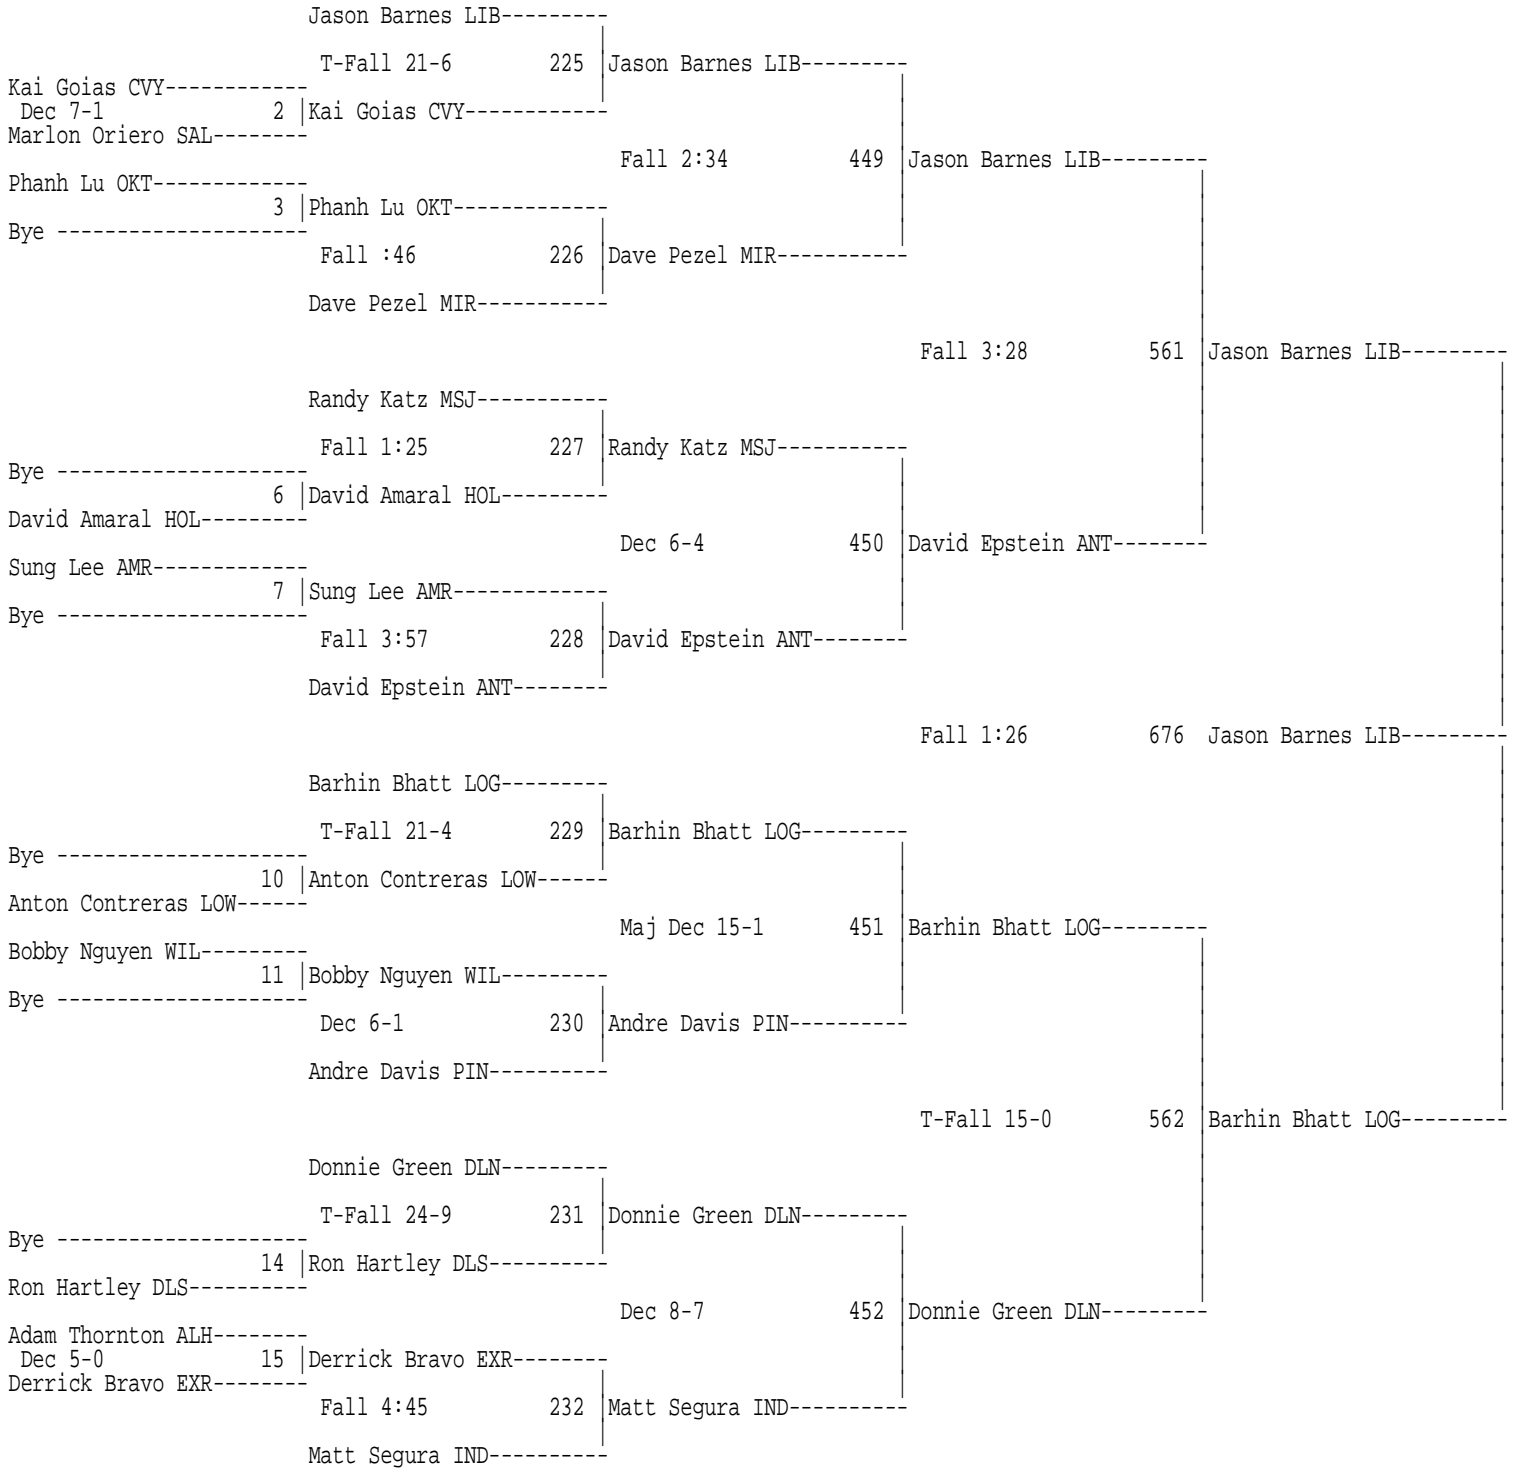 Jason Barnes LIB---------
T-Fall 21-6 225 |Jason Barnes LIB---------
Kai Goias CVY------------
Dec 7-1 2 |Kai Goias CVY------------
Marlon Oriero SAL--------
Fall 2:34 449 |Jason Barnes LIB---------
Phanh Lu OKT-------------
3 |Phanh Lu OKT-------------
Bye ---------------------
Fall :46 226 |Dave Pezel MIR-----------
Dave Pezel MIR-----------
Fall 3:28 561 |Jason Barnes LIB---------
Randy Katz MSJ-----------
Fall 1:25 227 |Randy Katz MSJ-----------
Bye ---------------------
6 |David Amaral HOL---------
David Amaral HOL---------
Dec 6-4 450 |David Epstein ANT--------
Sung Lee AMR-------------
7 |Sung Lee AMR-------------
Bye ---------------------
Fall 3:57 228 |David Epstein ANT--------
David Epstein ANT--------
Fall 1:26 676 Jason Barnes LIB---------
Barhin Bhatt LOG---------
T-Fall 21-4 229 |Barhin Bhatt LOG---------
Bye ---------------------
10 |Anton Contreras LOW------
Anton Contreras LOW------
Maj Dec 15-1 451 |Barhin Bhatt LOG---------
Bobby Nguyen WIL---------
11 |Bobby Nguyen WIL---------
Bye ---------------------
Dec 6-1 230 |Andre Davis PIN----------
Andre Davis PIN----------
T-Fall 15-0 562 |Barhin Bhatt LOG---------
Donnie Green DLN---------
T-Fall 24-9 231 |Donnie Green DLN---------
Bye ---------------------
14 |Ron Hartley DLS----------
Ron Hartley DLS----------
Dec 8-7 452 |Donnie Green DLN---------
Adam Thornton ALH--------
Dec 5-0 15 |Derrick Bravo EXR--------
Derrick Bravo EXR--------
Fall 4:45 232 |Matt Segura IND----------
Matt Segura IND----------